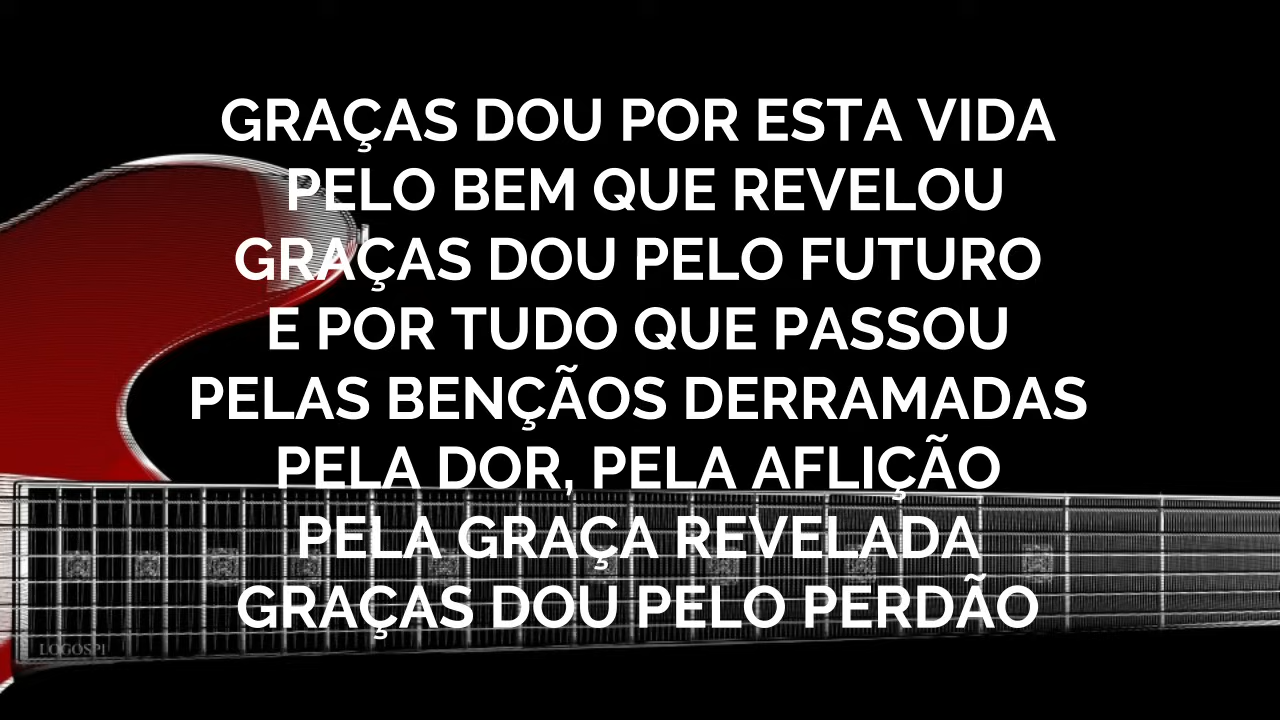 GRAÇAS DOU POR ESTA VIDA
PELO BEM QUE REVELOU
GRAÇAS DOU PELO FUTURO
E POR TUDO QUE PASSOU
PELAS BENÇÃOS DERRAMADAS
PELA DOR, PELA AFLIÇÃO
PELA GRAÇA REVELADA
GRAÇAS DOU PELO PERDÃO
LOGOSPI